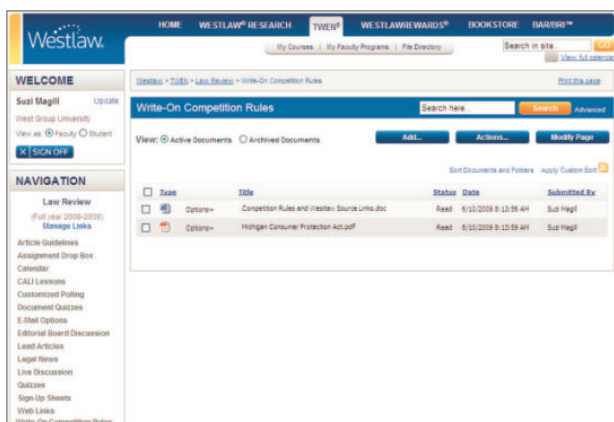 Westlaw.
HOME WESTLAW® RESEARCH TWEN® WESTLAWREWARDS® BOOKSTORE BAR/BRI™
My Courses | My Faculty Programs | File Directory
Search in site... GO
View full calendar
WELCOME
Suzi Magill Update
West Group University
View as: Faculty Student
X SIGN OFF
NAVIGATION
Law Review
(Full year 2008-2009)
Manage Links
Article Guidelines
Assignment Drop Box
Calendar
CALI Lessons
Customized Polling
Document Quizzes
E-Mail Options
Editorial Board Discussion
Lead Articles
Legal News
Live Discussion
Quizzes
Sign-Up Sheets
Web Links
Write-On Competition Rules
Westlaw > TWEN > Law Review > Write-On Competition Rules
Print this page
Write-On Competition Rules
Search here... Search Advanced
View: Active Documents Archived Documents
Add... Actions... Modify Page
Sort Documents and Folders Apply Custom Sort
Type Title Status Date Submitted By
Options Competition Rules and Westlaw Source Links.doc Read 6/10/2009 8:13:56 AM Suzi Magill
Options Michigan Consumer Protection Act.pdf Read 6/10/2009 8:13:59 AM Suzi Magill